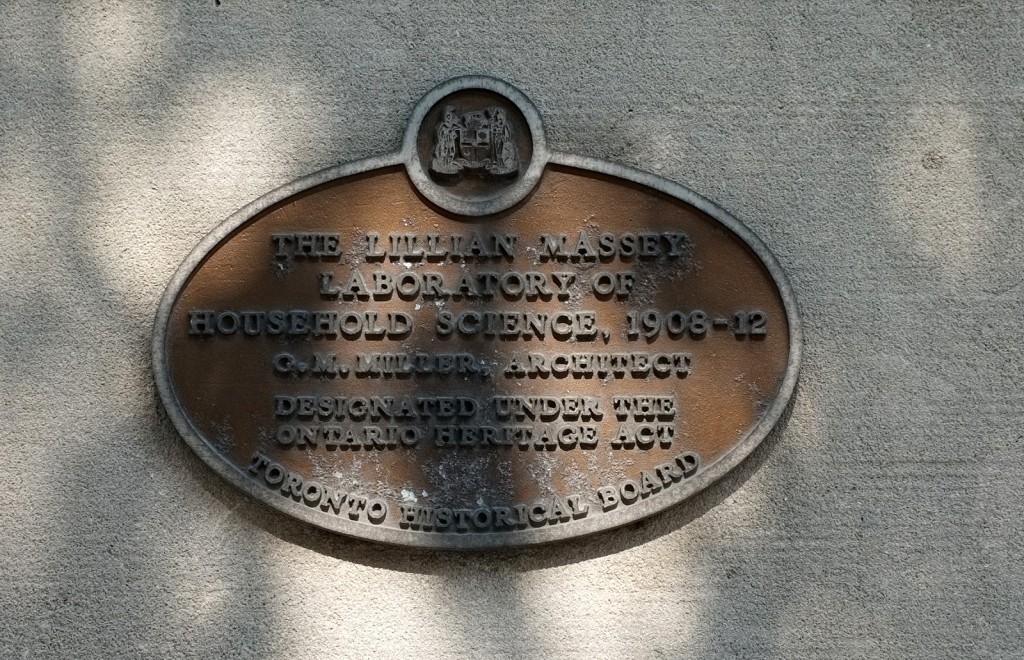 THE LILLIAN MASSEY
LABORATORY OF
HOUSEHOLD SCIENCE, 1908-12
G.M. MILLER, ARCHITECT
DESIGNATED UNDER THE
ONTARIO HERITAGE ACT
TORONTO HISTORICAL BOARD